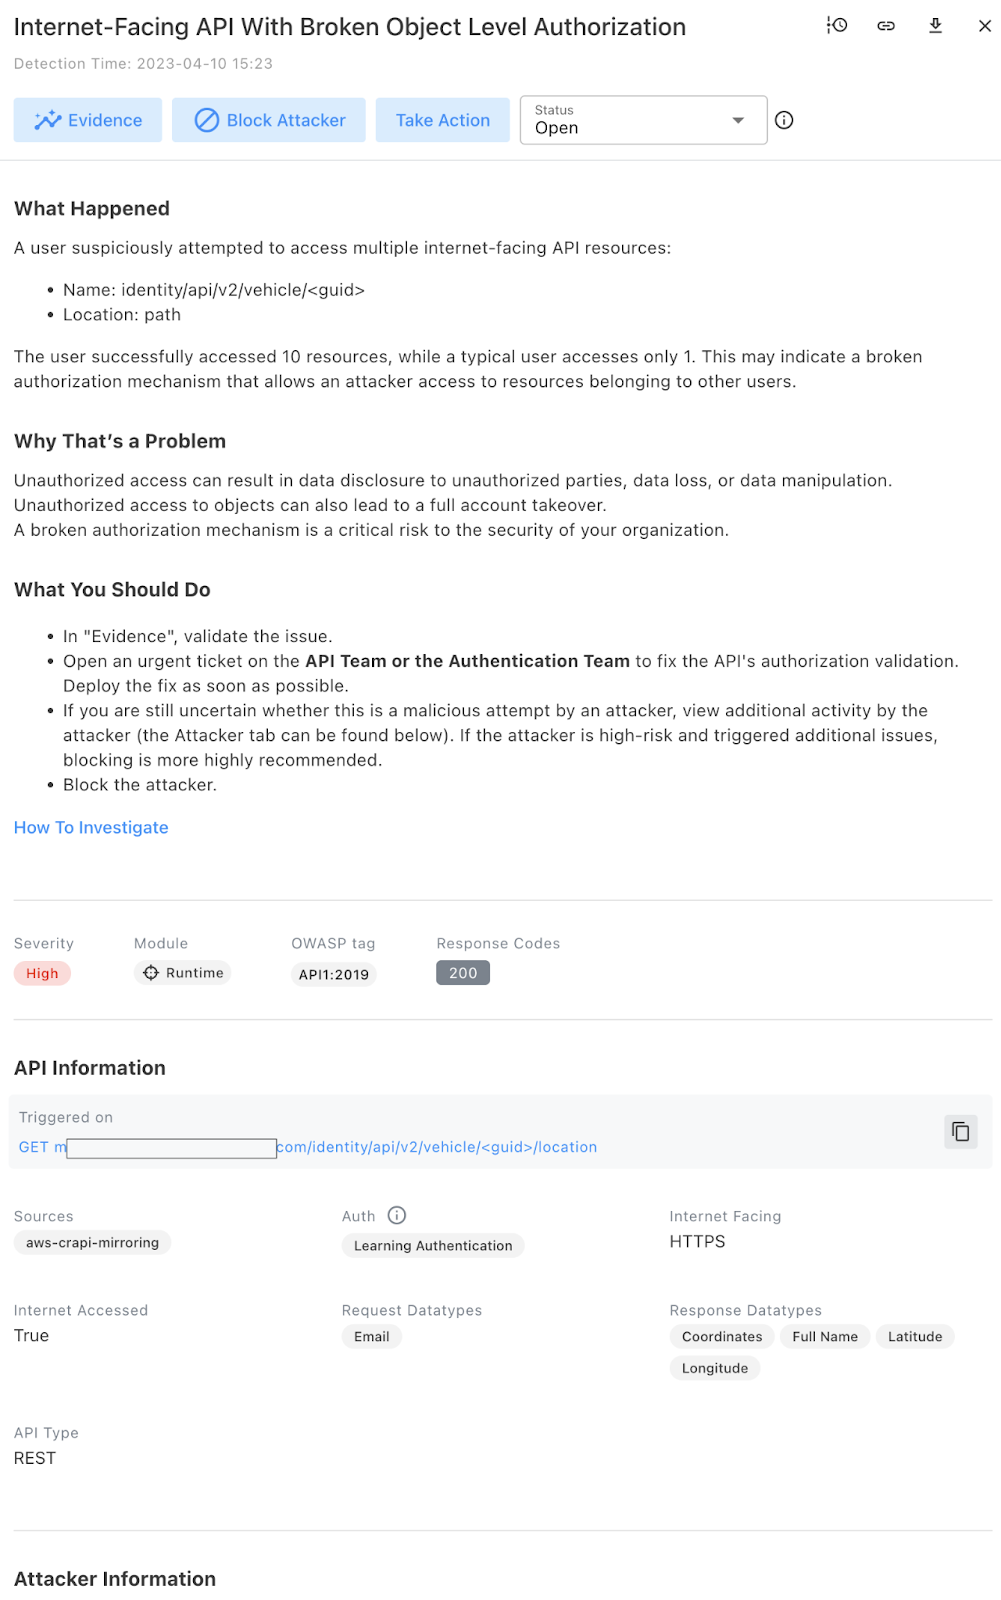 Internet-Facing API With Broken Object Level Authorization
Detection Time: 2023-04-10 15:23
Evidence
Block Attacker
Take Action
Status
Open
What Happened
A user suspiciously attempted to access multiple internet-facing API resources:
• Name: identity/api/v2/vehicle/<guid>
• Location: path
The user successfully accessed 10 resources, while a typical user accesses only 1. This may indicate a broken
authorization mechanism that allows an attacker access to resources belonging to other users.
Why That’s a Problem
Unauthorized access can result in data disclosure to unauthorized parties, data loss, or data manipulation.
Unauthorized access to objects can also lead to a full account takeover.
A broken authorization mechanism is a critical risk to the security of your organization.
What You Should Do
• In "Evidence", validate the issue.
• Open an urgent ticket on the API Team or the Authentication Team to fix the API's authorization validation.
Deploy the fix as soon as possible.
• If you are still uncertain whether this is a malicious attempt by an attacker, view additional activity by the
attacker (the Attacker tab can be found below). If the attacker is high-risk and triggered additional issues,
blocking is more highly recommended.
• Block the attacker.
How To Investigate
Severity
Module
OWASP tag
Response Codes
High
Runtime
API1:2019
200
API Information
Triggered on
GET m com/identity/api/v2/vehicle/<guid>/location
Sources
Auth
Internet Facing
aws-crapi-mirroring
Learning Authentication
HTTPS
Internet Accessed
Request Datatypes
Response Datatypes
True
Email
Coordinates
Full Name
Latitude
Longitude
API Type
REST
Attacker Information